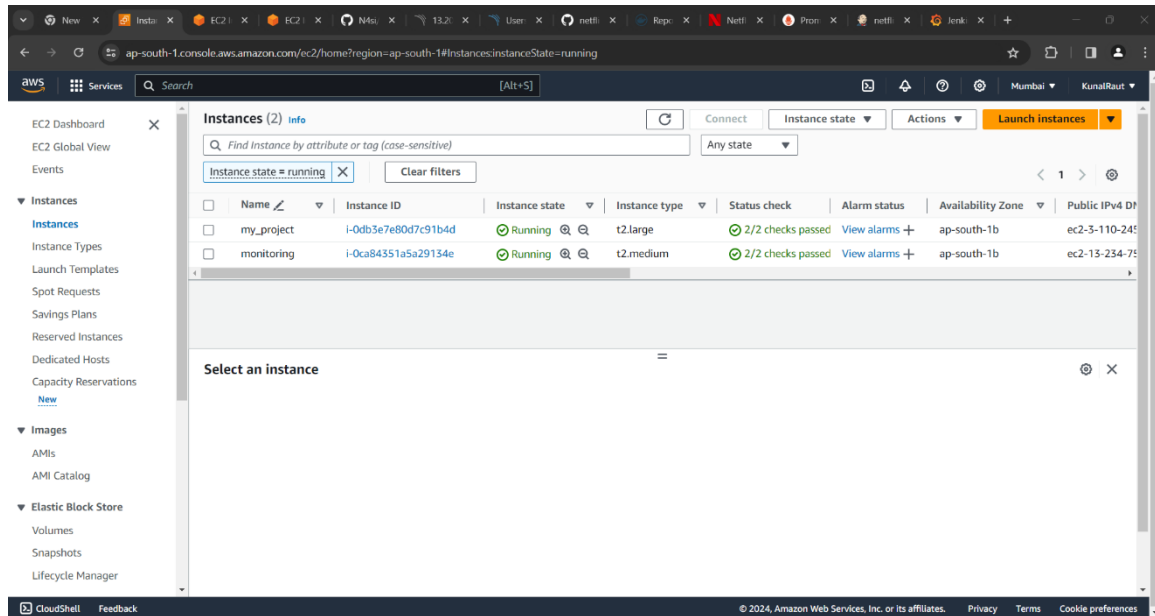 New
Instan
EC2 I
EC2 I
N4si/
13.20
User
netfli
Repo
Netfl
Prom
netfli
Jenki
ap-south-1.console.aws.amazon.com/ec2/home?region=ap-south-1#Instances:instanceState=running
aws
Services
Search
[Alt+S]
Mumbai
KunalRaut
EC2 Dashboard
EC2 Global View
Events
Instances
Instances
Instance Types
Launch Templates
Spot Requests
Savings Plans
Reserved Instances
Dedicated Hosts
Capacity Reservations
New
Images
AMIs
AMI Catalog
Elastic Block Store
Volumes
Snapshots
Lifecycle Manager
Instances (2) Info
Connect
Instance state
Actions
Launch instances
Find Instance by attribute or tag (case-sensitive)
Any state
Instance state = running
Clear filters
1
Name Instance ID Instance state Instance type Status check Alarm status Availability Zone Public IPv4 DN
my_project i-0db3e7e80d7c91b4d Running t2.large 2/2 checks passed View alarms + ap-south-1b ec2-3-110-245
monitoring i-0ca84351a5a29134e Running t2.medium 2/2 checks passed View alarms + ap-south-1b ec2-13-234-75
Select an instance
CloudShell Feedback
© 2024, Amazon Web Services, Inc. or its affiliates. Privacy Terms Cookie preferences